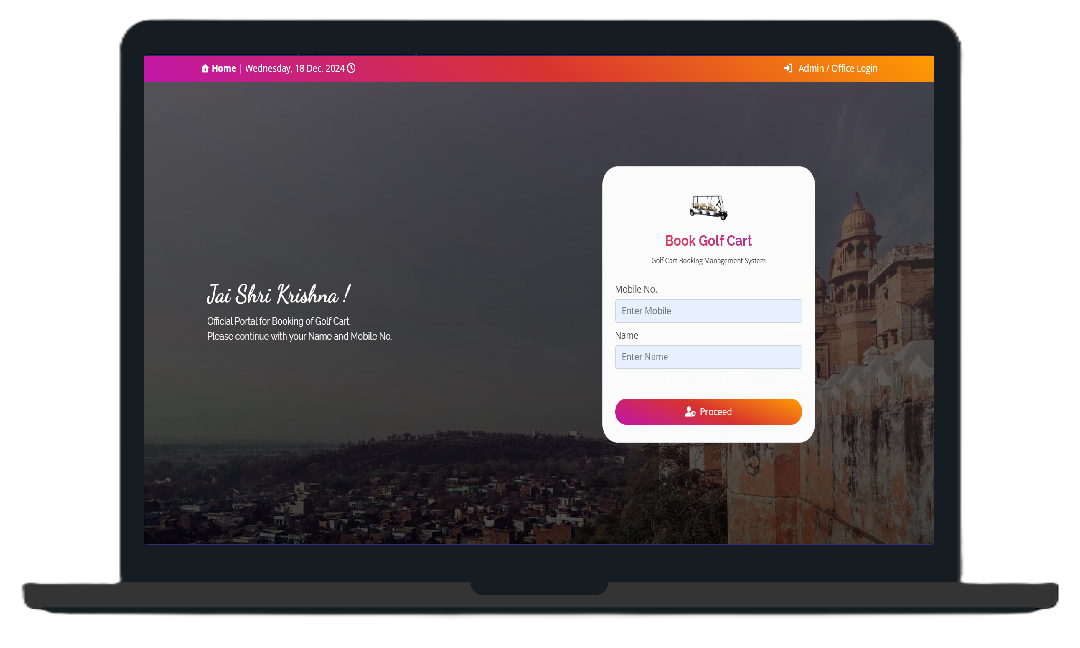 Home | Wednesday, 18 Dec, 2024
Admin / Office Login
Book Golf Cart
Golf Cart Booking Management System
Mobile No.
Enter Mobile
Name
Enter Name
Proceed
Jai Shri Krishna !
Official Portal for Booking of Golf Cart.
Please continue with your Name and Mobile No.